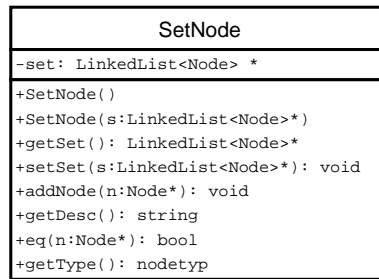 SetNode
-set: LinkedList<Node> *
+SetNode()
+SetNode(s:LinkedList<Node>*)
+getSet(): LinkedList<Node>*
+setSet(s:LinkedList<Node>*): void
+addNode(n:Node*): void
+getDesc(): string
+eq(n:Node*): bool
+getType(): nodetyp